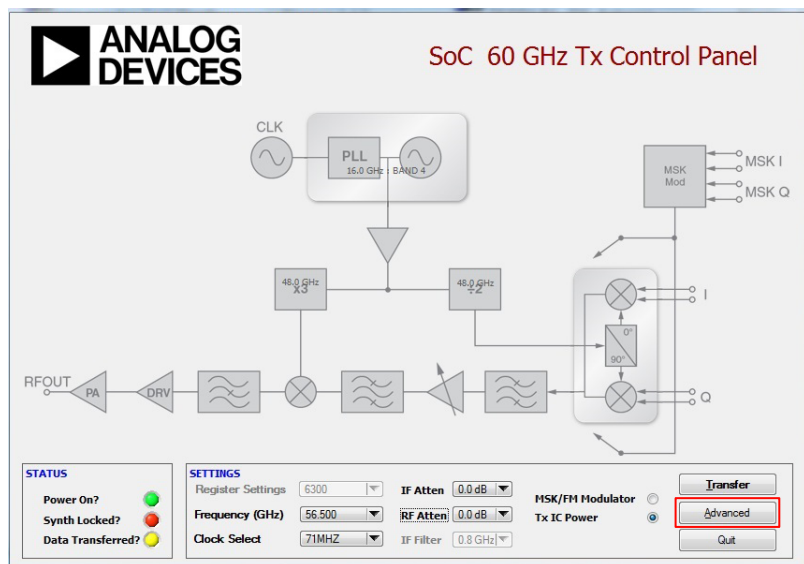 ANALOG
DEVICES
SoC 60 GHz Tx Control Panel
CLK
PLL
16.0 GHz : BAND 4
MSK
Mod
MSK I
MSK Q
48.0 GHz
x3
48.0 GHz
÷2
I
0°
90°
RFOUT
PA
DRV
Q
STATUS
Power On?
Synth Locked?
Data Transferred?
SETTINGS
Register Settings 6300
Frequency (GHz) 56.500
Clock Select 71MHZ
IF Atten 0.0 dB
RF Atten 0.0 dB
IF Filter 0.8 GHz
MSK/FM Modulator
Tx IC Power
Transfer
Advanced
Quit